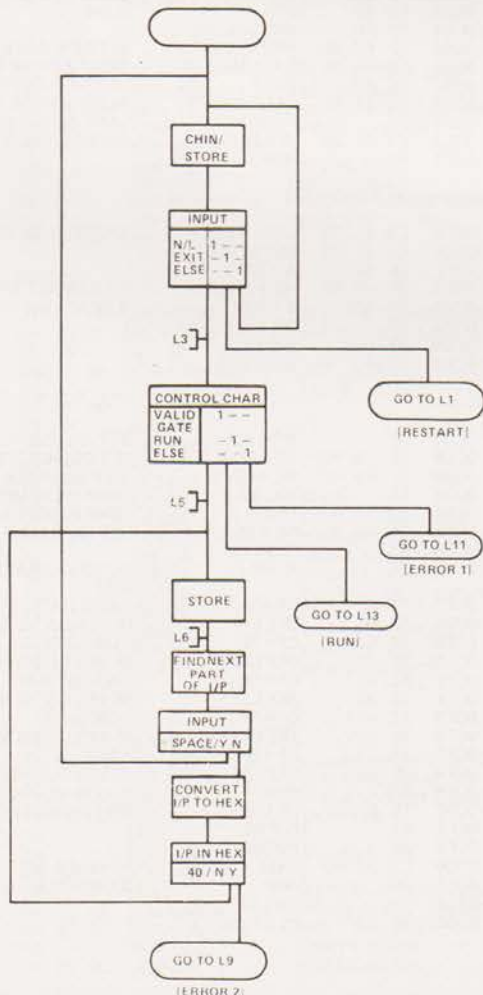 CHIN/
STORE
INPUT
N/L 1 – –
EXIT – 1 –
ELSE – – 1
L3
GO TO L1
(RESTART)
CONTROL CHAR
VALID 1 – –
GATE
RUN – 1 –
ELSE – – 1
L5
GO TO L11
(ERROR 1)
STORE
GO TO L13
(RUN)
L6
FIND NEXT
PART
OF I/P
INPUT
SPACE/Y N
CONVERT
I/P TO HEX
I/P IN HEX
40 / N Y
GO TO L9
(ERROR 2)